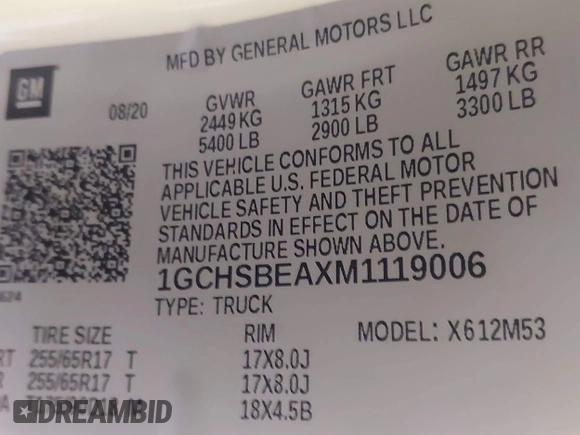 MFD BY GENERAL MOTORS LLC
GM
08/20
GVWR GAWR FRT GAWR RR
2449 KG 1315 KG 1497 KG
5400 LB 2900 LB 3300 LB
THIS VEHICLE CONFORMS TO ALL
APPLICABLE U.S. FEDERAL MOTOR
VEHICLE SAFETY AND THEFT PREVENTION
STANDARDS IN EFFECT ON THE DATE OF
MANUFACTURE SHOWN ABOVE.
1GCHSBEAXM1119006
624
TYPE: TRUCK
TIRE SIZE RIM MODEL: X612M53
RT 255/65R17 T 17X8.0J
R 255/65R17 T 17X8.0J
18X4.5B
DREAMBID